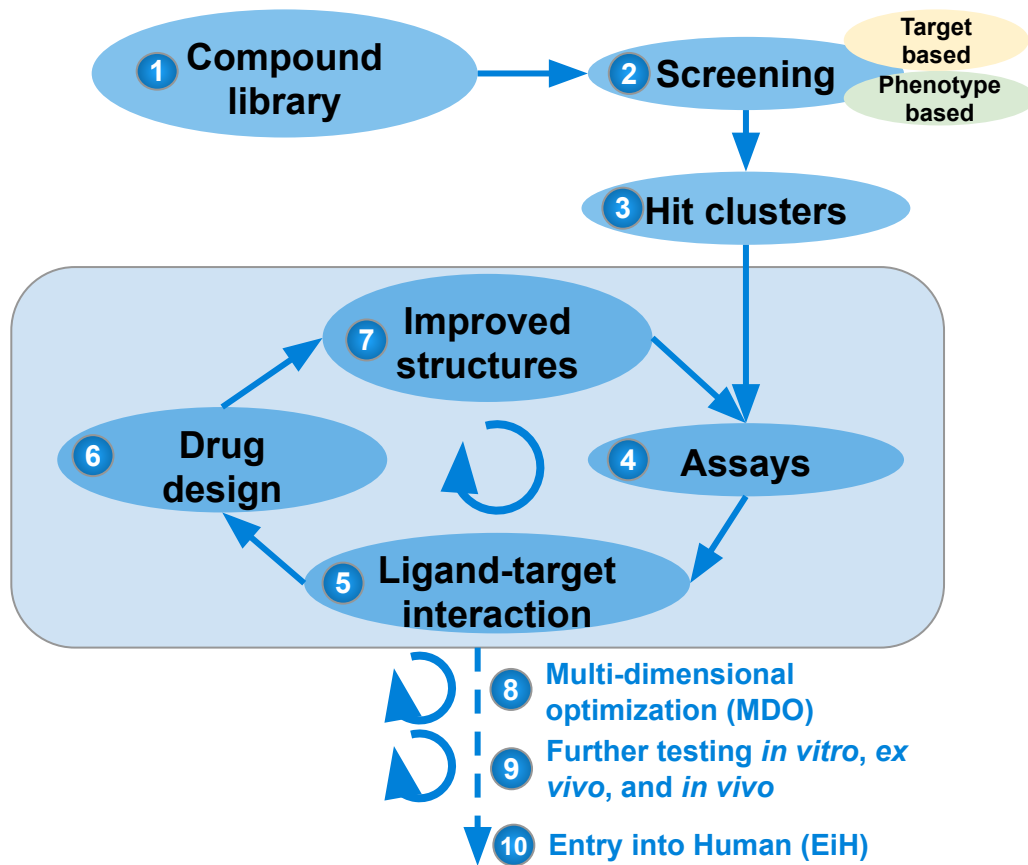 1 Compound
library
2 Screening
Target
based
Phenotype
based
3 Hit clusters
7 Improved
structures
6 Drug
design
4 Assays
5 Ligand-target
interaction
8 Multi-dimensional
optimization (MDO)
9 Further testing in vitro, ex
vivo, and in vivo
10 Entry into Human (EiH)